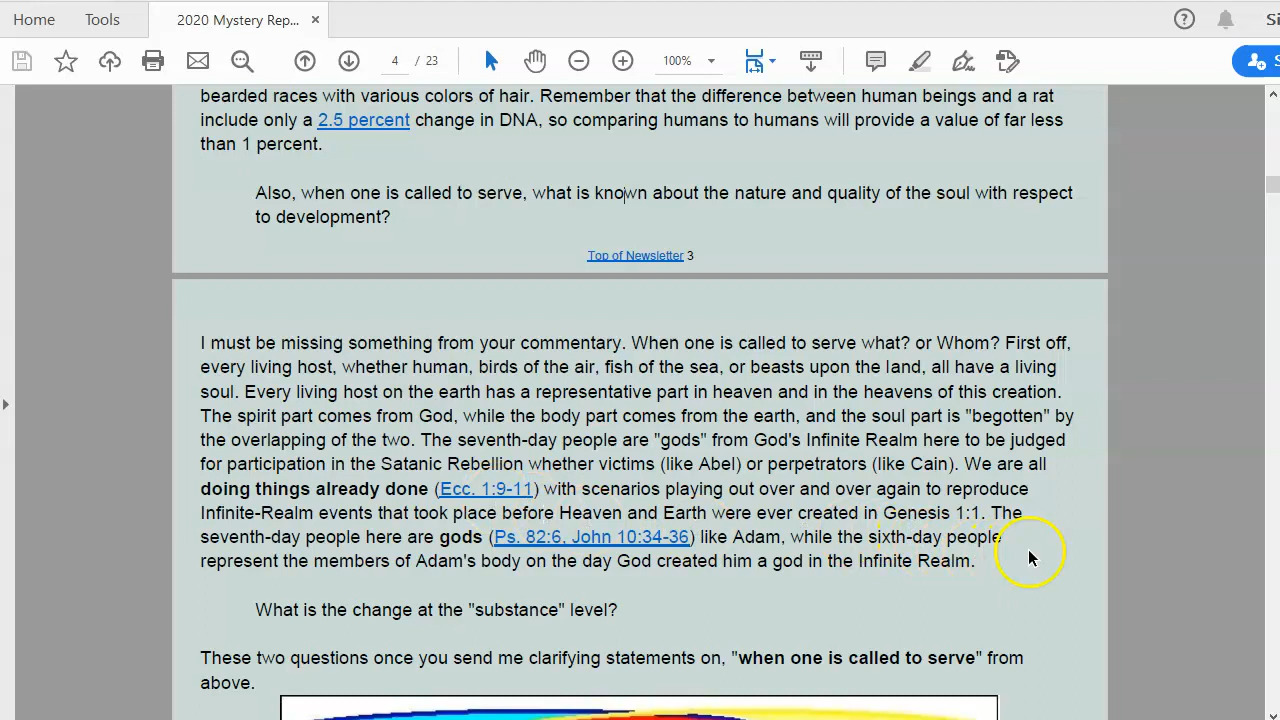 Home Tools 2020 Mystery Rep... ×
4 / 23 100%
bearded races with various colors of hair. Remember that the difference between human beings and a rat
include only a 2.5 percent change in DNA, so comparing humans to humans will provide a value of far less
than 1 percent.
Also, when one is called to serve, what is known about the nature and quality of the soul with respect
to development?
Top of Newsletter 3
I must be missing something from your commentary. When one is called to serve what? or Whom? First off,
every living host, whether human, birds of the air, fish of the sea, or beasts upon the land, all have a living
soul. Every living host on the earth has a representative part in heaven and in the heavens of this creation.
The spirit part comes from God, while the body part comes from the earth, and the soul part is "begotten" by
the overlapping of the two. The seventh-day people are "gods" from God's Infinite Realm here to be judged
for participation in the Satanic Rebellion whether victims (like Abel) or perpetrators (like Cain). We are all
doing things already done (Ecc. 1:9-11) with scenarios playing out over and over again to reproduce
Infinite-Realm events that took place before Heaven and Earth were ever created in Genesis 1:1. The
seventh-day people here are gods (Ps. 82:6, John 10:34-36) like Adam, while the sixth-day people
represent the members of Adam's body on the day God created him a god in the Infinite Realm.
What is the change at the "substance" level?
These two questions once you send me clarifying statements on, "when one is called to serve" from
above.